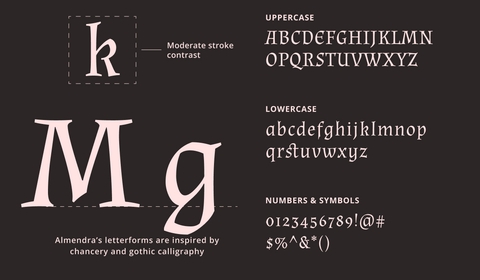 k
Moderate stroke
contrast
M g
Almendra's letterforms are inspired by
chancery and gothic calligraphy
UPPERCASE
ABCDEFGHIJKLMN
OPQRSTUVWXYZ
LOWERCASE
abcdefghijklmnop
qrstuvwxyz
NUMBERS & SYMBOLS
0123456789!@#
$%^&*()